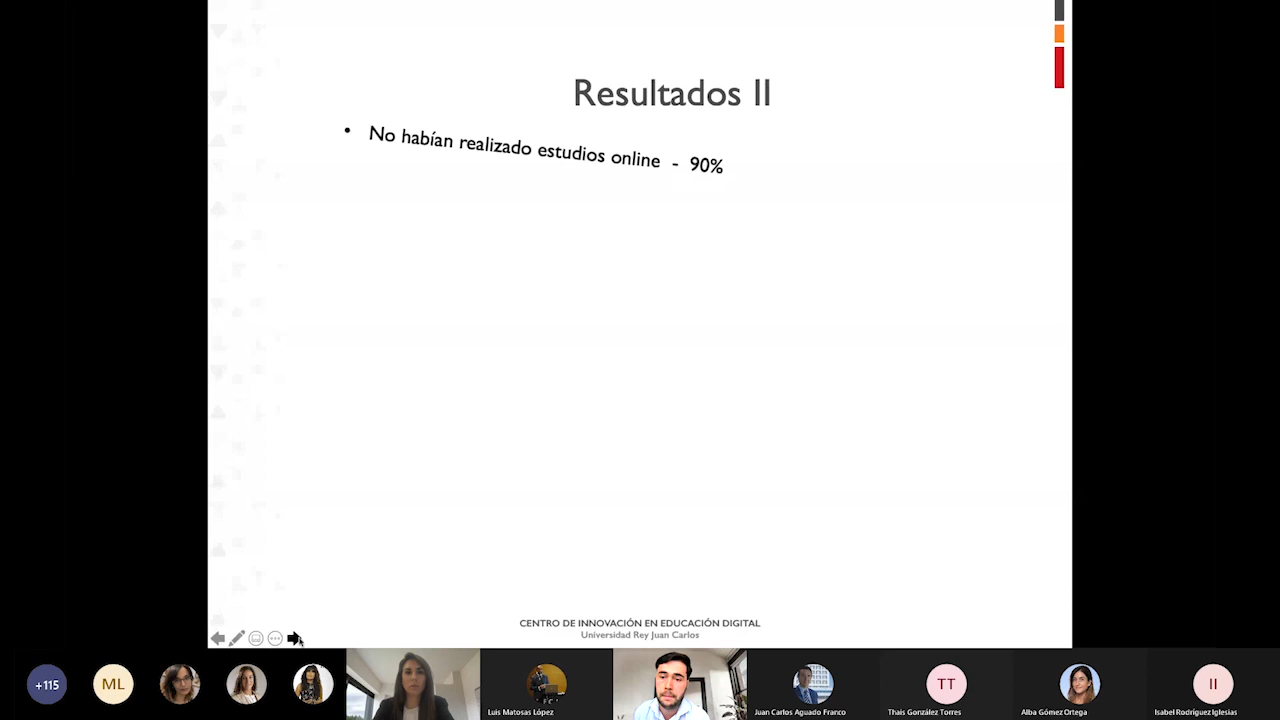 Resultados II
• No habían realizado estudios online - 90%
CENTRO DE INNOVACIÓN EN EDUCACIÓN DIGITAL
Universidad Rey Juan Carlos
+115
ML
Luis Matosas López
Juan Carlos Aguado Franco
TT
Thais González Torres
Alba Gómez Ortega
II
Isabel Rodríguez Iglesias